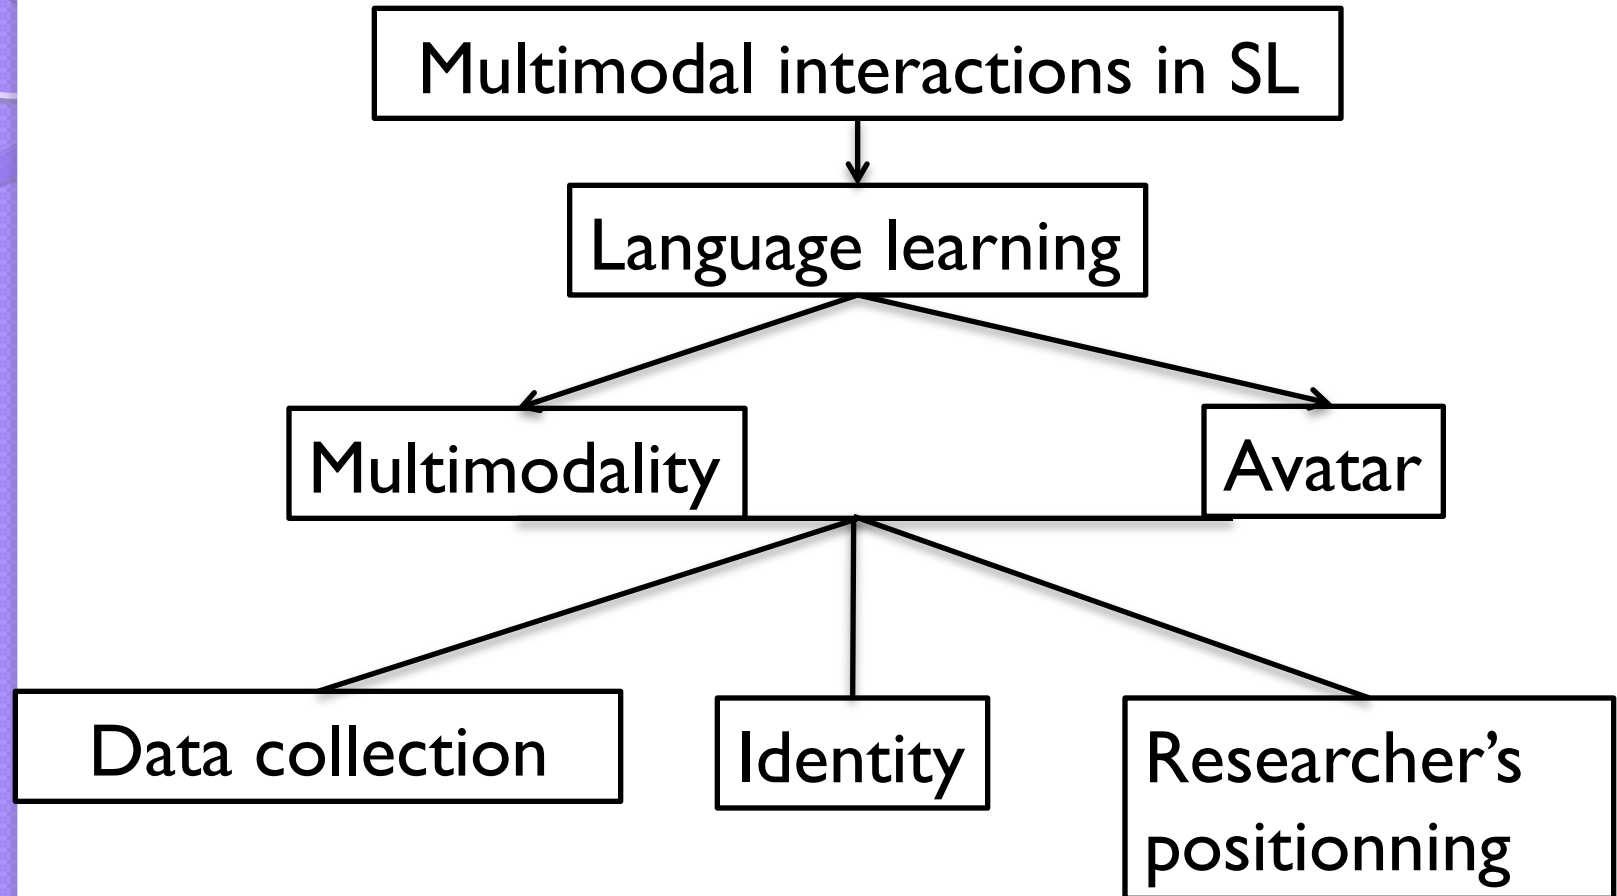 Multimodal interactions in SL
Language learning
Multimodality
Avatar
Data collection
Identity
Researcher’s
positionning